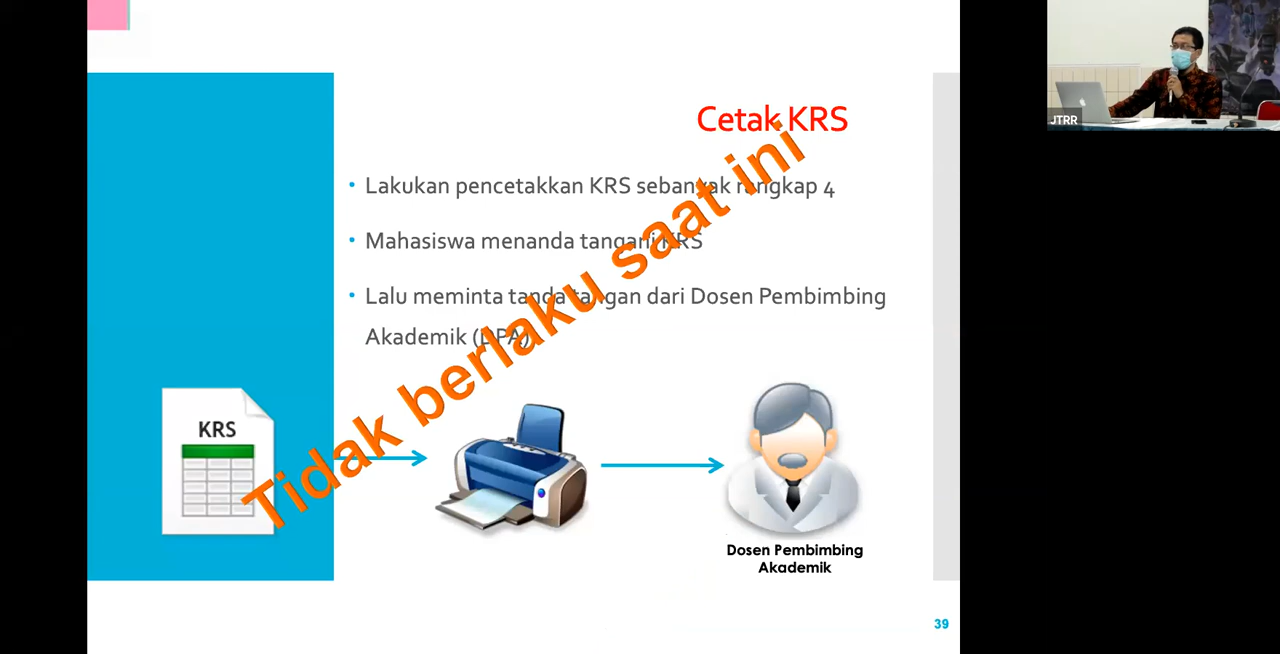 Cetak KRS
Lakukan pencetakkan KRS sebanyak rangkap 4
Mahasiswa menanda tangani KRS
Lalu meminta tanda tangan dari Dosen Pembimbing
Akademik (DPA)
Tidak berlaku saat ini
KRS
Dosen Pembimbing
Akademik
39
JTRR